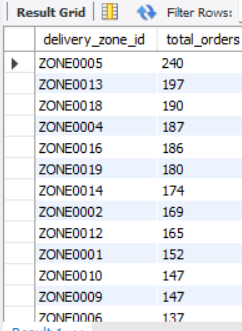 Result Grid Filter Rows:
delivery_zone_id total_orders
ZONE0005 240
ZONE0013 197
ZONE0018 190
ZONE0004 187
ZONE0016 186
ZONE0019 180
ZONE0014 174
ZONE0002 169
ZONE0012 165
ZONE0001 152
ZONE0010 147
ZONE0009 147
ZONE0006 137
Result 1